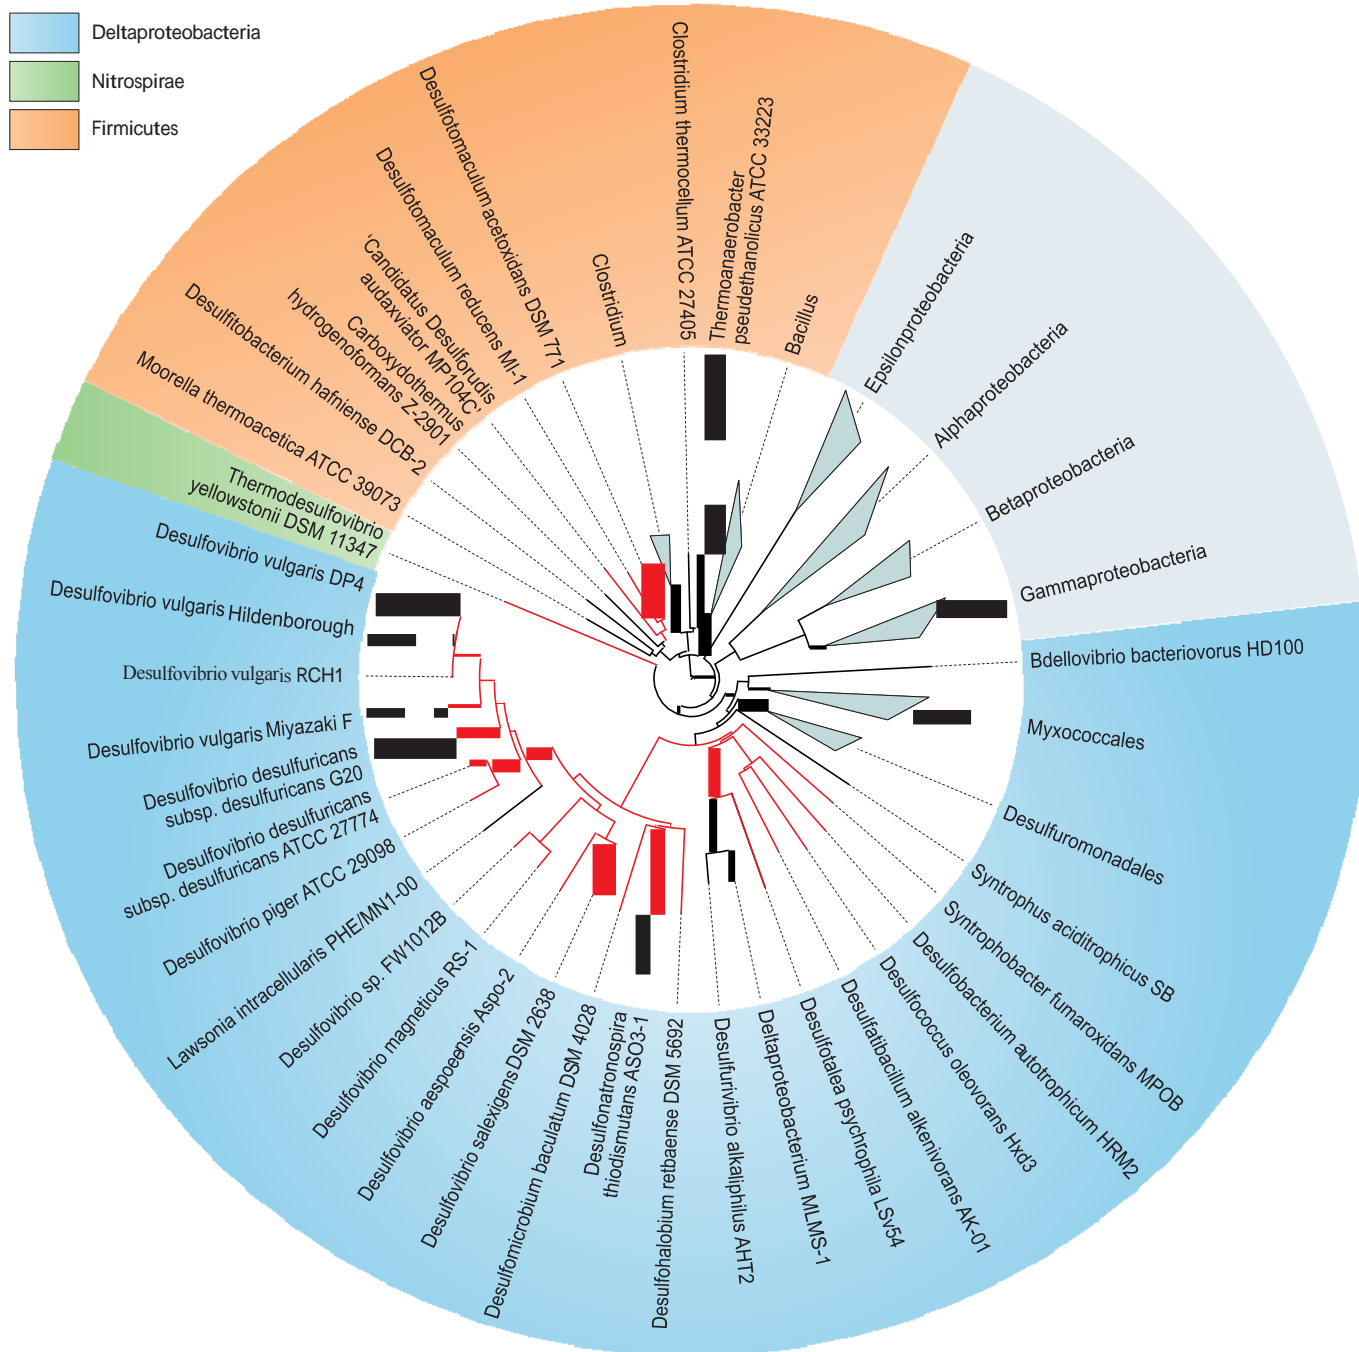 Deltaproteobacteria
Nitrospirae
Firmicutes
Clostridium thermocellum ATCC 27405
Thermoanaerobacter
pseudethanolicus ATCC 33223
Bacillus
Epsilonproteobacteria
Alphaproteobacteria
Betaproteobacteria
Gammaproteobacteria
Bdellovibrio bacteriovorus HD100
Myxococcales
Desulfuromonadales
Syntrophus aciditrophicus SB
Syntrophobacter fumaroxidans MPOB
Desulfobacterium autotrophicum HRM2
Desulfococcus oleovorans Hxd3
Desulfatibacillum alkenivorans AK-01
Desulfotalea psychrophila LSv54
Deltaproteobacterium MLMS-1
Desulfurivibrio alkaliphilus AHT2
Desulfohalobium retbaense DSM 5692
Desulfonatronospira
thiodismutans ASO3-1
Desulfomicrobium baculatum DSM 4028
Desulfovibrio salexigens DSM 2638
Desulfovibrio aespoeensis Aspo-2
Desulfovibrio magneticus RS-1
Desulfovibrio sp. FW1012B
Lawsonia intracellularis PHE/MN1-00
Desulfovibrio piger ATCC 29098
Desulfovibrio desulfuricans
subsp. desulfuricans ATCC 27774
Desulfovibrio desulfuricans
subsp. desulfuricans G20
Desulfovibrio vulgaris Miyazaki F
Desulfovibrio vulgaris RCH1
Desulfovibrio vulgaris Hildenborough
Desulfovibrio vulgaris DP4
Thermodesulfovibrio
yellowstonii DSM 11347
Moorella thermoacetica ATCC 39073
Desulfitobacterium hafniense DCB-2
Carboxydothermus
hydrogenoformans Z-2901
‘Candidatus Desulforudis
audaxviator MP104C’
Desulfotomaculum reducens MI-1
Desulfotomaculum acetoxidans DSM 771
Clostridium